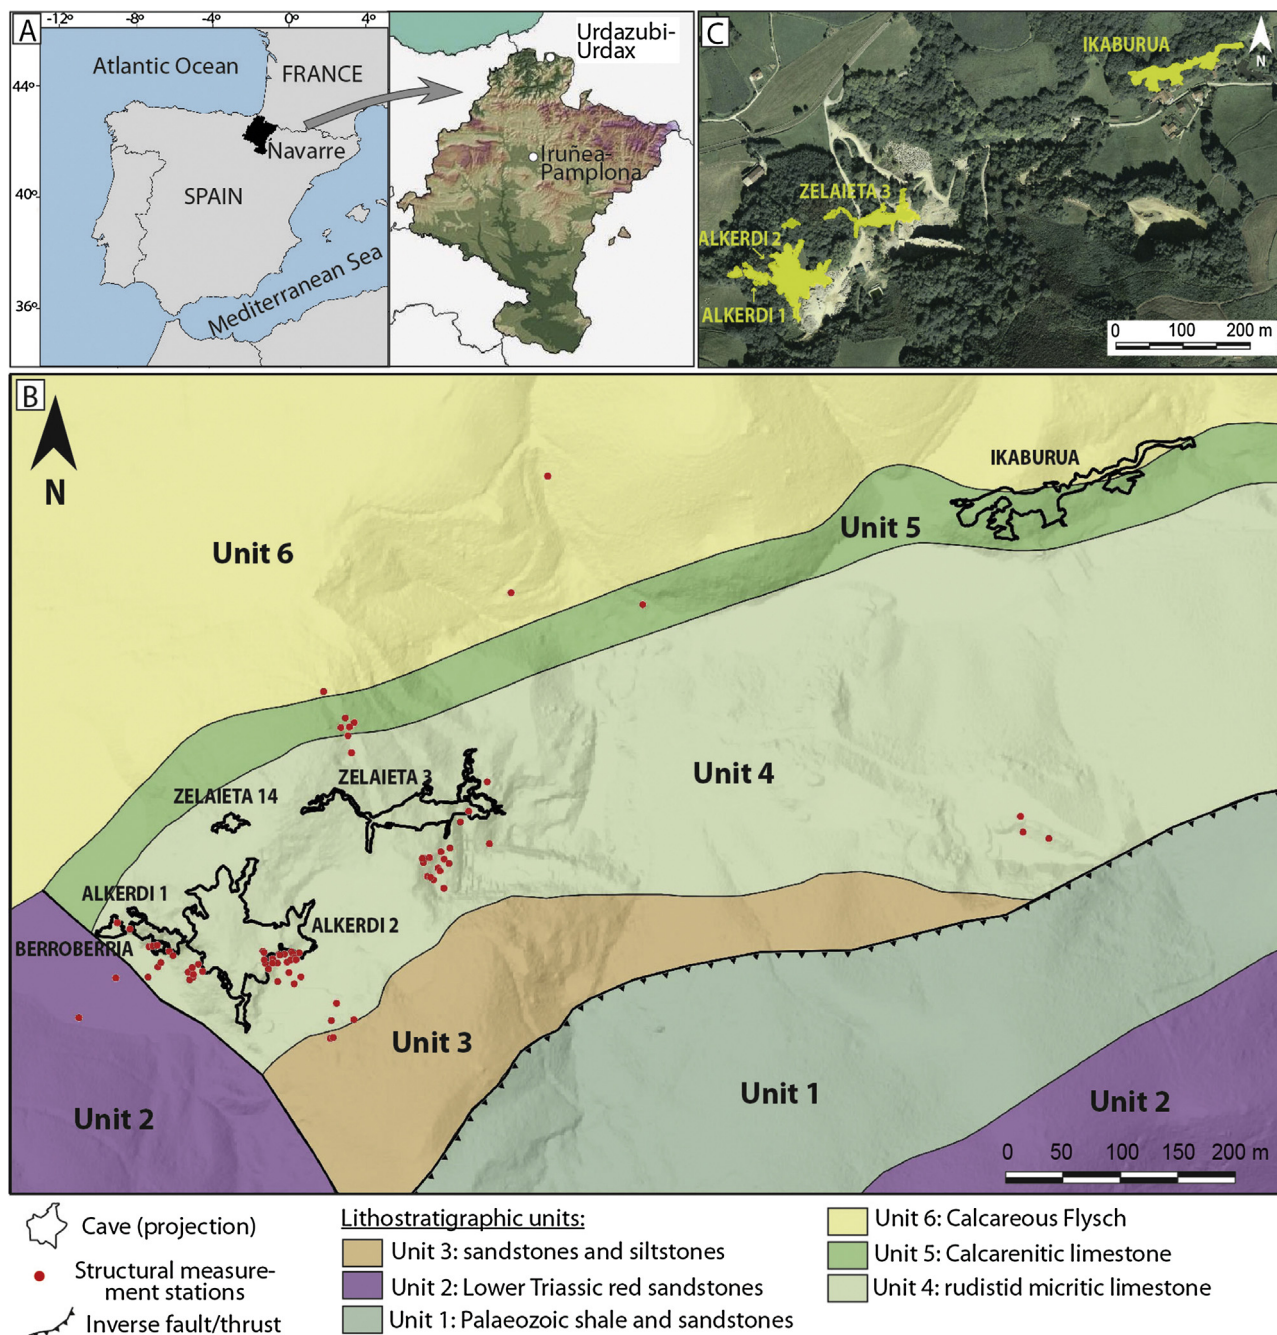 A
-12°
-8°
-4°
0°
4°
44º
40º
36º
Atlantic Ocean
FRANCE
Navarre
SPAIN
Mediterranean Sea
Urdazubi-
Urdax
Iruñea-
Pamplona
C
IKABURUA
N
ZELAIETA 3
ALKERDI 2
ALKERDI 1
0 100 200 m
B
N
IKABURUA
Unit 5
Unit 6
Unit 4
ZELAIETA 3
ZELAIETA 14
ALKERDI 1
ALKERDI 2
BERROBERRIA
Unit 3
Unit 1
Unit 2
Unit 2
0 50 100 150 200 m
Cave (projection)
Structural measure-
ment stations
Inverse fault/thrust
Lithostratigraphic units:
Unit 3: sandstones and siltstones
Unit 2: Lower Triassic red sandstones
Unit 1: Palaeozoic shale and sandstones
Unit 6: Calcareous Flysch
Unit 5: Calcarenitic limestone
Unit 4: rudistid micritic limestone